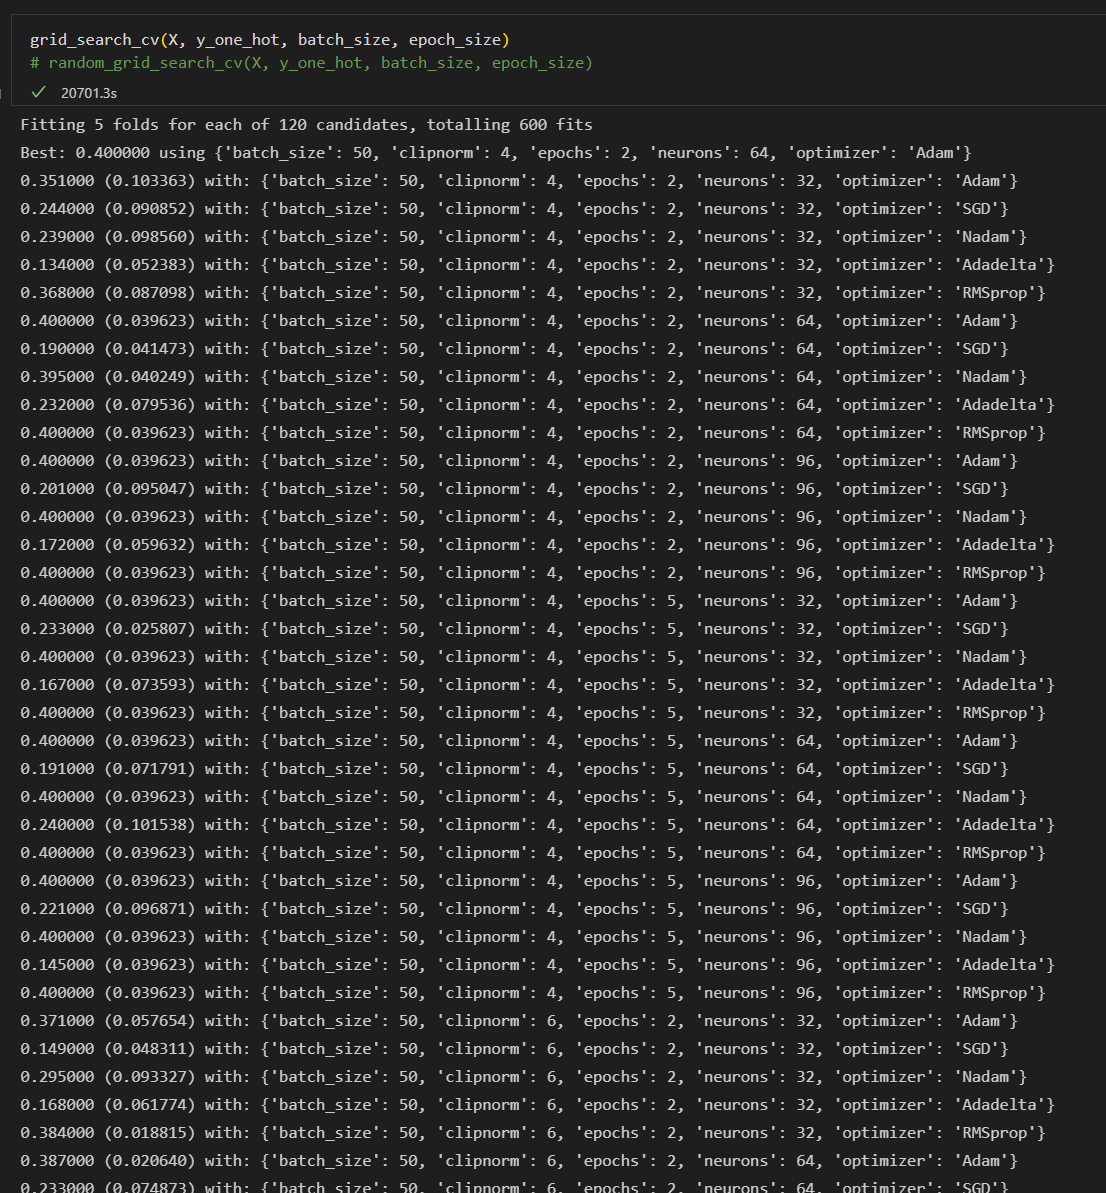 grid_search_cv(X, y_one_hot, batch_size, epoch_size)
# random_grid_search_cv(X, y_one_hot, batch_size, epoch_size)
20701.3s
Fitting 5 folds for each of 120 candidates, totalling 600 fits
Best: 0.400000 using {'batch_size': 50, 'clipnorm': 4, 'epochs': 2, 'neurons': 64, 'optimizer': 'Adam'}
0.351000 (0.103363) with: {'batch_size': 50, 'clipnorm': 4, 'epochs': 2, 'neurons': 32, 'optimizer': 'Adam'}
0.244000 (0.090852) with: {'batch_size': 50, 'clipnorm': 4, 'epochs': 2, 'neurons': 32, 'optimizer': 'SGD'}
0.239000 (0.098560) with: {'batch_size': 50, 'clipnorm': 4, 'epochs': 2, 'neurons': 32, 'optimizer': 'Nadam'}
0.134000 (0.052383) with: {'batch_size': 50, 'clipnorm': 4, 'epochs': 2, 'neurons': 32, 'optimizer': 'Adadelta'}
0.368000 (0.087098) with: {'batch_size': 50, 'clipnorm': 4, 'epochs': 2, 'neurons': 32, 'optimizer': 'RMSprop'}
0.400000 (0.039623) with: {'batch_size': 50, 'clipnorm': 4, 'epochs': 2, 'neurons': 64, 'optimizer': 'Adam'}
0.190000 (0.041473) with: {'batch_size': 50, 'clipnorm': 4, 'epochs': 2, 'neurons': 64, 'optimizer': 'SGD'}
0.395000 (0.040249) with: {'batch_size': 50, 'clipnorm': 4, 'epochs': 2, 'neurons': 64, 'optimizer': 'Nadam'}
0.232000 (0.079536) with: {'batch_size': 50, 'clipnorm': 4, 'epochs': 2, 'neurons': 64, 'optimizer': 'Adadelta'}
0.400000 (0.039623) with: {'batch_size': 50, 'clipnorm': 4, 'epochs': 2, 'neurons': 64, 'optimizer': 'RMSprop'}
0.400000 (0.039623) with: {'batch_size': 50, 'clipnorm': 4, 'epochs': 2, 'neurons': 96, 'optimizer': 'Adam'}
0.201000 (0.095047) with: {'batch_size': 50, 'clipnorm': 4, 'epochs': 2, 'neurons': 96, 'optimizer': 'SGD'}
0.400000 (0.039623) with: {'batch_size': 50, 'clipnorm': 4, 'epochs': 2, 'neurons': 96, 'optimizer': 'Nadam'}
0.172000 (0.059632) with: {'batch_size': 50, 'clipnorm': 4, 'epochs': 2, 'neurons': 96, 'optimizer': 'Adadelta'}
0.400000 (0.039623) with: {'batch_size': 50, 'clipnorm': 4, 'epochs': 2, 'neurons': 96, 'optimizer': 'RMSprop'}
0.400000 (0.039623) with: {'batch_size': 50, 'clipnorm': 4, 'epochs': 5, 'neurons': 32, 'optimizer': 'Adam'}
0.233000 (0.025807) with: {'batch_size': 50, 'clipnorm': 4, 'epochs': 5, 'neurons': 32, 'optimizer': 'SGD'}
0.400000 (0.039623) with: {'batch_size': 50, 'clipnorm': 4, 'epochs': 5, 'neurons': 32, 'optimizer': 'Nadam'}
0.167000 (0.073593) with: {'batch_size': 50, 'clipnorm': 4, 'epochs': 5, 'neurons': 32, 'optimizer': 'Adadelta'}
0.400000 (0.039623) with: {'batch_size': 50, 'clipnorm': 4, 'epochs': 5, 'neurons': 32, 'optimizer': 'RMSprop'}
0.400000 (0.039623) with: {'batch_size': 50, 'clipnorm': 4, 'epochs': 5, 'neurons': 64, 'optimizer': 'Adam'}
0.191000 (0.071791) with: {'batch_size': 50, 'clipnorm': 4, 'epochs': 5, 'neurons': 64, 'optimizer': 'SGD'}
0.400000 (0.039623) with: {'batch_size': 50, 'clipnorm': 4, 'epochs': 5, 'neurons': 64, 'optimizer': 'Nadam'}
0.240000 (0.101538) with: {'batch_size': 50, 'clipnorm': 4, 'epochs': 5, 'neurons': 64, 'optimizer': 'Adadelta'}
0.400000 (0.039623) with: {'batch_size': 50, 'clipnorm': 4, 'epochs': 5, 'neurons': 64, 'optimizer': 'RMSprop'}
0.400000 (0.039623) with: {'batch_size': 50, 'clipnorm': 4, 'epochs': 5, 'neurons': 96, 'optimizer': 'Adam'}
0.221000 (0.096871) with: {'batch_size': 50, 'clipnorm': 4, 'epochs': 5, 'neurons': 96, 'optimizer': 'SGD'}
0.400000 (0.039623) with: {'batch_size': 50, 'clipnorm': 4, 'epochs': 5, 'neurons': 96, 'optimizer': 'Nadam'}
0.145000 (0.039623) with: {'batch_size': 50, 'clipnorm': 4, 'epochs': 5, 'neurons': 96, 'optimizer': 'Adadelta'}
0.400000 (0.039623) with: {'batch_size': 50, 'clipnorm': 4, 'epochs': 5, 'neurons': 96, 'optimizer': 'RMSprop'}
0.371000 (0.057654) with: {'batch_size': 50, 'clipnorm': 6, 'epochs': 2, 'neurons': 32, 'optimizer': 'Adam'}
0.149000 (0.048311) with: {'batch_size': 50, 'clipnorm': 6, 'epochs': 2, 'neurons': 32, 'optimizer': 'SGD'}
0.295000 (0.093327) with: {'batch_size': 50, 'clipnorm': 6, 'epochs': 2, 'neurons': 32, 'optimizer': 'Nadam'}
0.168000 (0.061774) with: {'batch_size': 50, 'clipnorm': 6, 'epochs': 2, 'neurons': 32, 'optimizer': 'Adadelta'}
0.384000 (0.018815) with: {'batch_size': 50, 'clipnorm': 6, 'epochs': 2, 'neurons': 32, 'optimizer': 'RMSprop'}
0.387000 (0.020640) with: {'batch_size': 50, 'clipnorm': 6, 'epochs': 2, 'neurons': 64, 'optimizer': 'Adam'}
0.233000 (0.074873) with: {'batch_size': 50, 'clipnorm': 6, 'epochs': 2, 'neurons': 64, 'optimizer': 'SGD'}